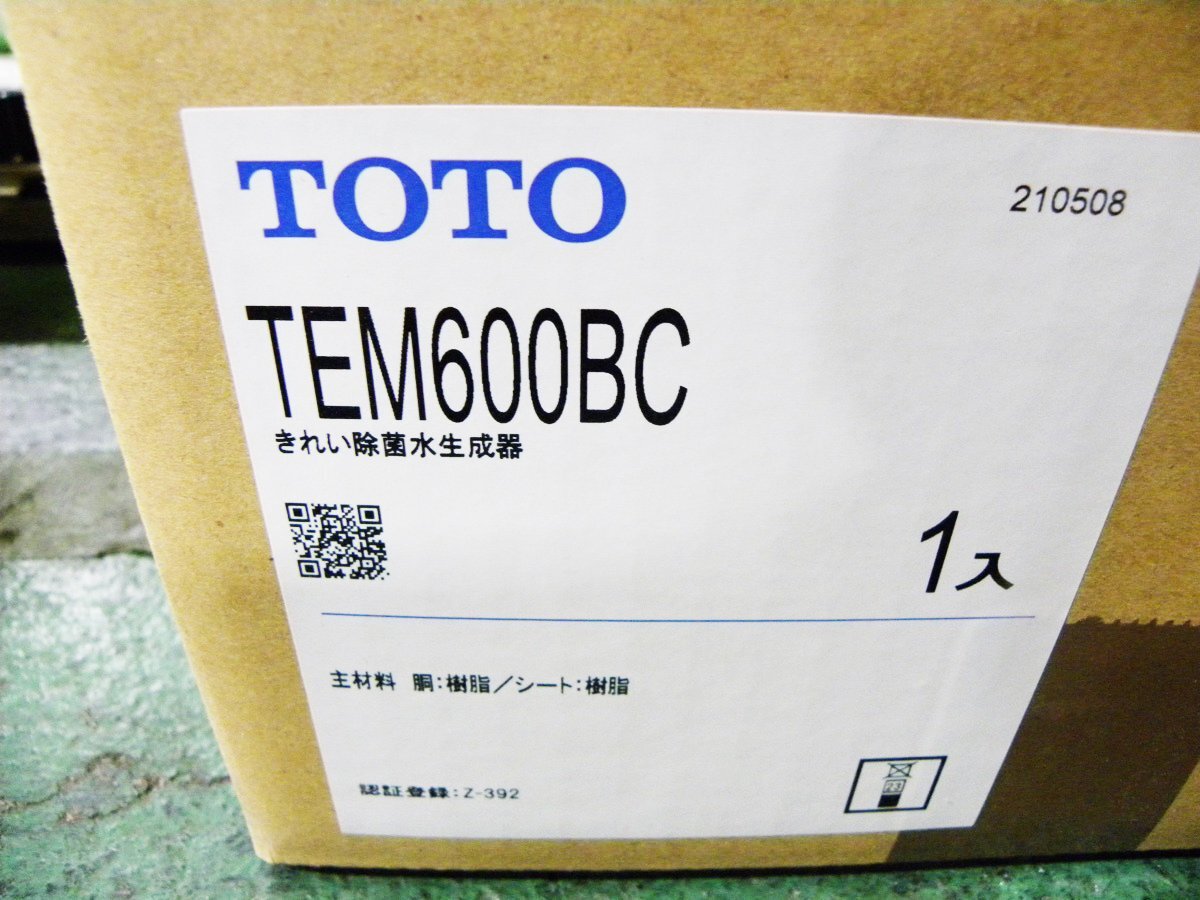 TOTO
210508
TEM600BC
きれい除菌水生成器
1入
主材料 胴:樹脂/シート:樹脂
認証登録:Z-392
23